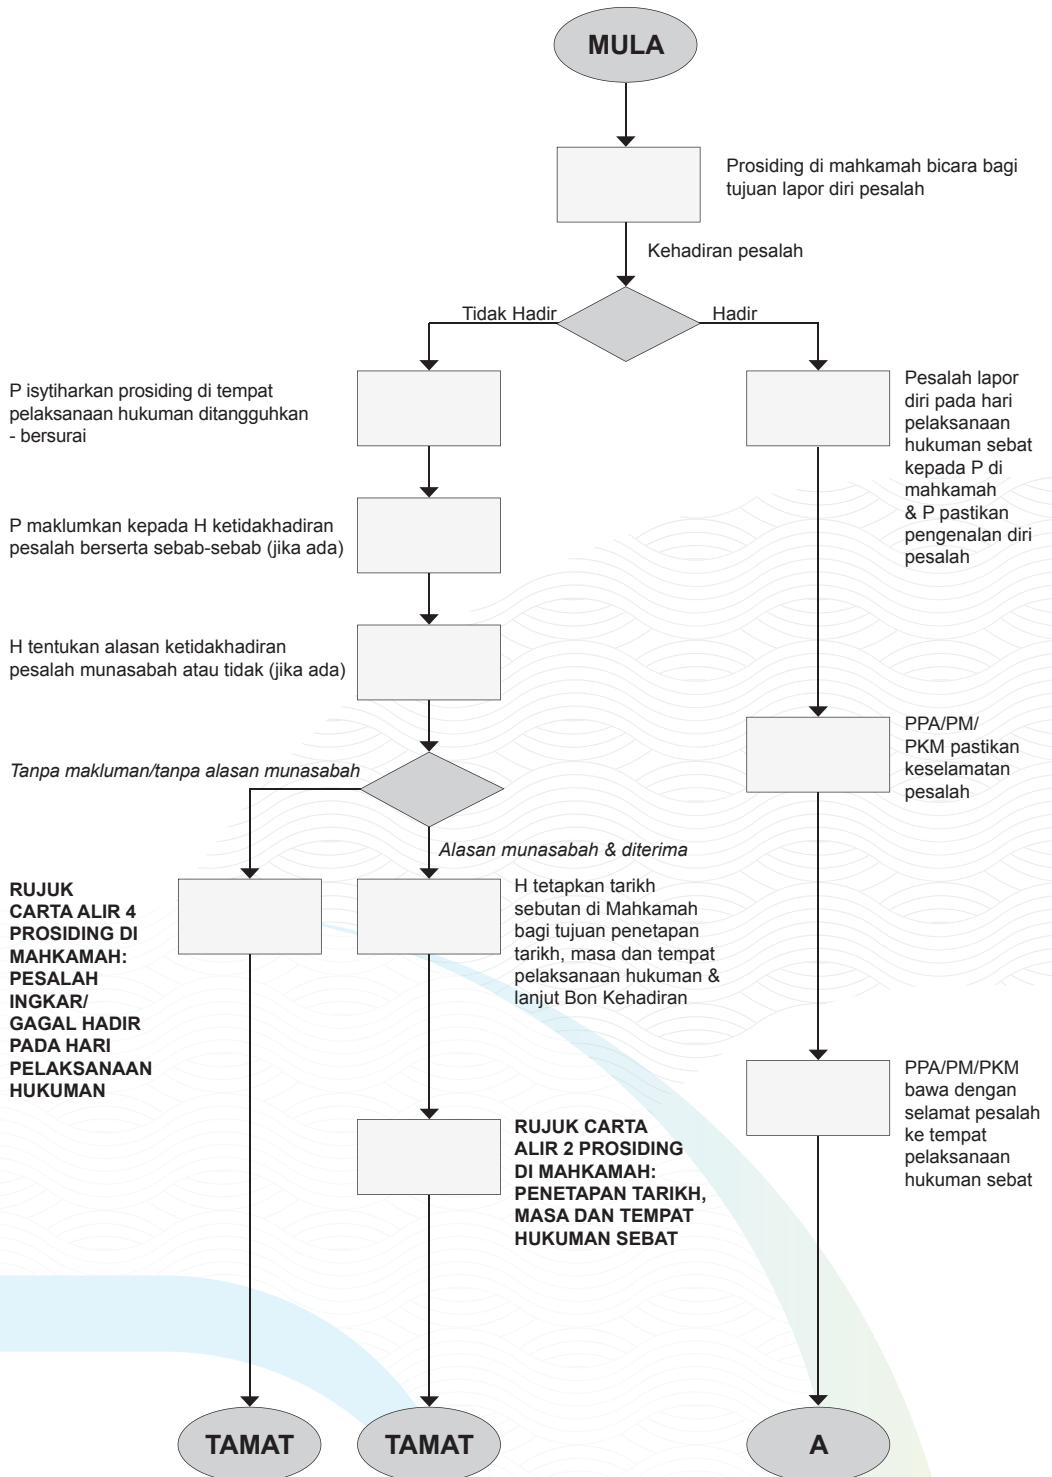 MULA
Prosiding di mahkamah bicara bagi
tujuan lapor diri pesalah
Kehadiran pesalah
Tidak Hadir
Hadir
P isytiharkan prosiding di tempat
pelaksanaan hukuman ditangguhkan
- bersurai
Pesalah lapor
diri pada hari
pelaksanaan
hukuman sebat
kepada P di
mahkamah
& P pastikan
pengenalan diri
pesalah
P maklumkan kepada H ketidakhadiran
pesalah berserta sebab-sebab (jika ada)
H tentukan alasan ketidakhadiran
pesalah munasabah atau tidak (jika ada)
PPA/PM/
PKM pastikan
keselamatan
pesalah
Tanpa makluman/tanpa alasan munasabah
Alasan munasabah & diterima
RUJUK
CARTA ALIR 4
PROSIDING DI
MAHKAMAH:
PESALAH
INGKAR/
GAGAL HADIR
PADA HARI
PELAKSANAAN
HUKUMAN
H tetapkan tarikh
sebutan di Mahkamah
bagi tujuan penetapan
tarikh, masa dan tempat
pelaksanaan hukuman &
lanjut Bon Kehadiran
PPA/PM/PKM
bawa dengan
selamat pesalah
ke tempat
pelaksanaan
hukuman sebat
RUJUK CARTA
ALIR 2 PROSIDING
DI MAHKAMAH:
PENETAPAN TARIKH,
MASA DAN TEMPAT
HUKUMAN SEBAT
TAMAT
TAMAT
A